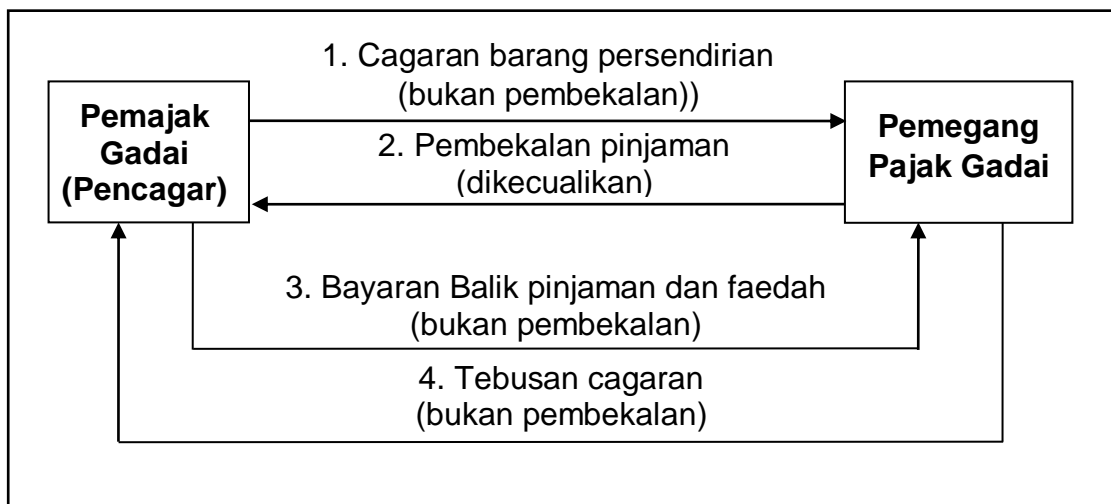 1. Cagaran barang persendirian
(bukan pembekalan))
Pemajak
Gadai
(Pencagar)
Pemegang
Pajak Gadai
2. Pembekalan pinjaman
(dikecualikan)
3. Bayaran Balik pinjaman dan faedah
(bukan pembekalan)
4. Tebusan cagaran
(bukan pembekalan)